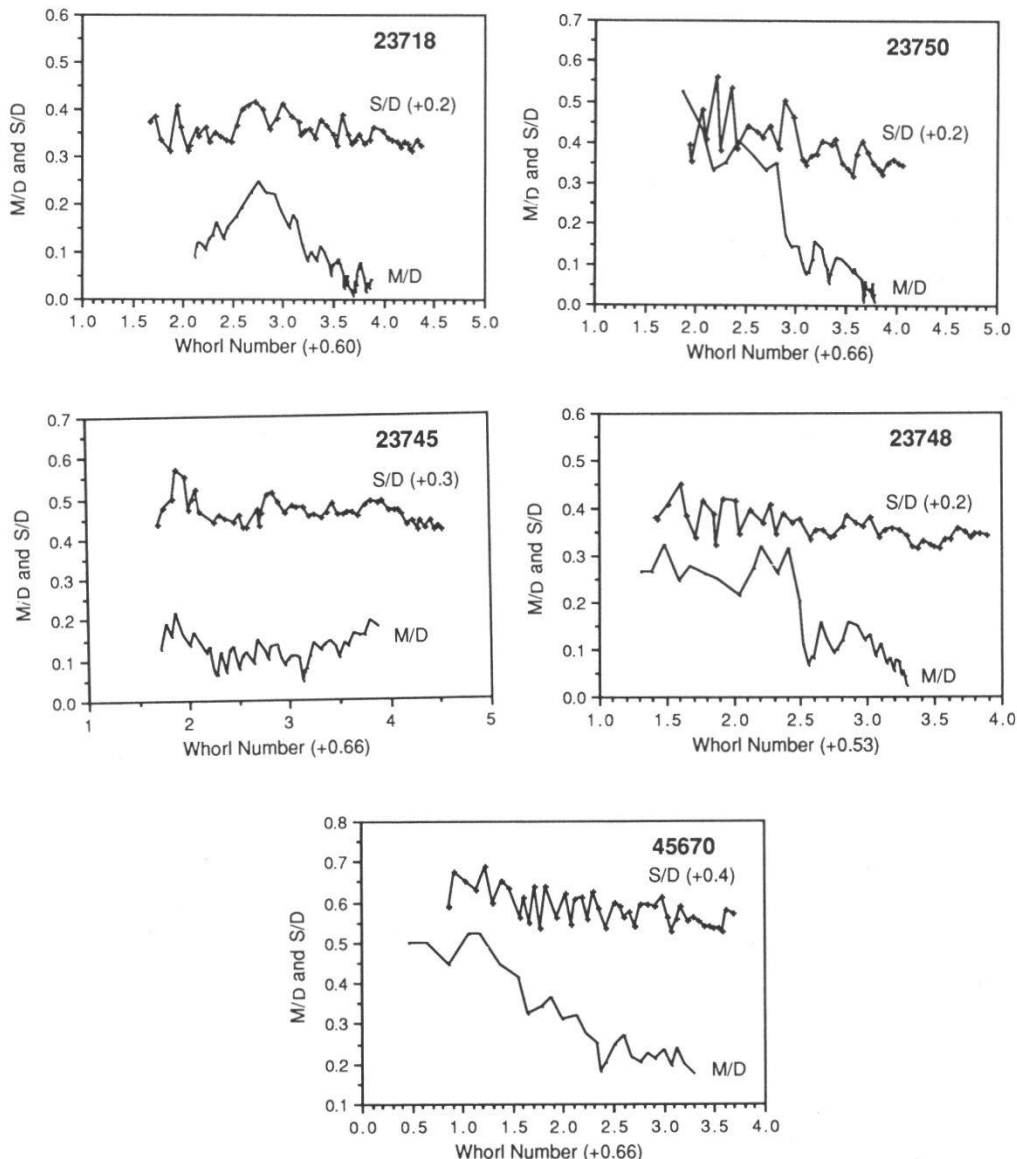 23718
S/D (+0.2)
M/D
M/D and S/D
0.6
0.5
0.4
0.3
0.2
0.1
0.0
1.0 1.5 2.0 2.5 3.0 3.5 4.0 4.5 5.0
Whorl Number (+0.60)
23750
S/D (+0.2)
M/D
M/D and S/D
0.7
0.6
0.5
0.4
0.3
0.2
0.1
0.0
1.0 1.5 2.0 2.5 3.0 3.5 4.0 4.5 5.0
Whorl Number (+0.66)
23745
S/D (+0.3)
M/D
M/D and S/D
0.7
0.6
0.5
0.4
0.3
0.2
0.1
0.0
1 2 3 4 5
Whorl Number (+0.66)
23748
S/D (+0.2)
M/D
M/D and S/D
0.6
0.5
0.4
0.3
0.2
0.1
0.0
1.0 1.5 2.0 2.5 3.0 3.5 4.0
Whorl Number (+0.53)
45670
S/D (+0.4)
M/D
M/D and S/D
0.8
0.7
0.6
0.5
0.4
0.3
0.2
0.1
0.0 0.5 1.0 1.5 2.0 2.5 3.0 3.5 4.0
Whorl Number (+0.66)